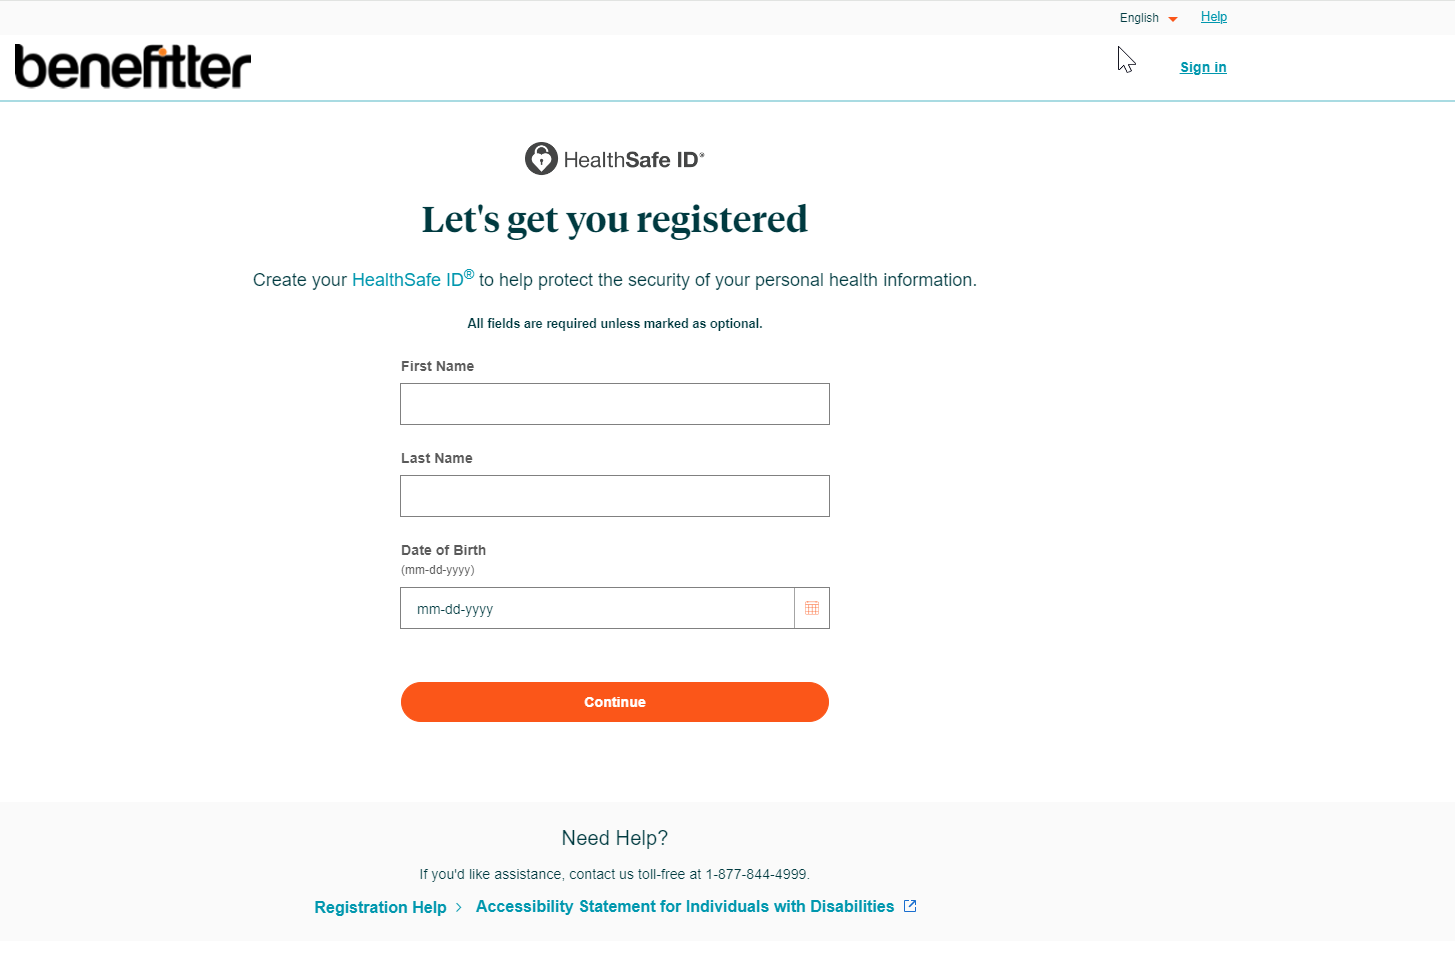 English
Help
benefitter
Sign in
HealthSafe ID®
Let's get you registered
Create your HealthSafe ID® to help protect the security of your personal health information.
All fields are required unless marked as optional.
First Name
Last Name
Date of Birth
(mm-dd-yyyy)
mm-dd-yyyy
Continue
Need Help?
If you'd like assistance, contact us toll-free at 1-877-844-4999.
Registration Help > Accessibility Statement for Individuals with Disabilities